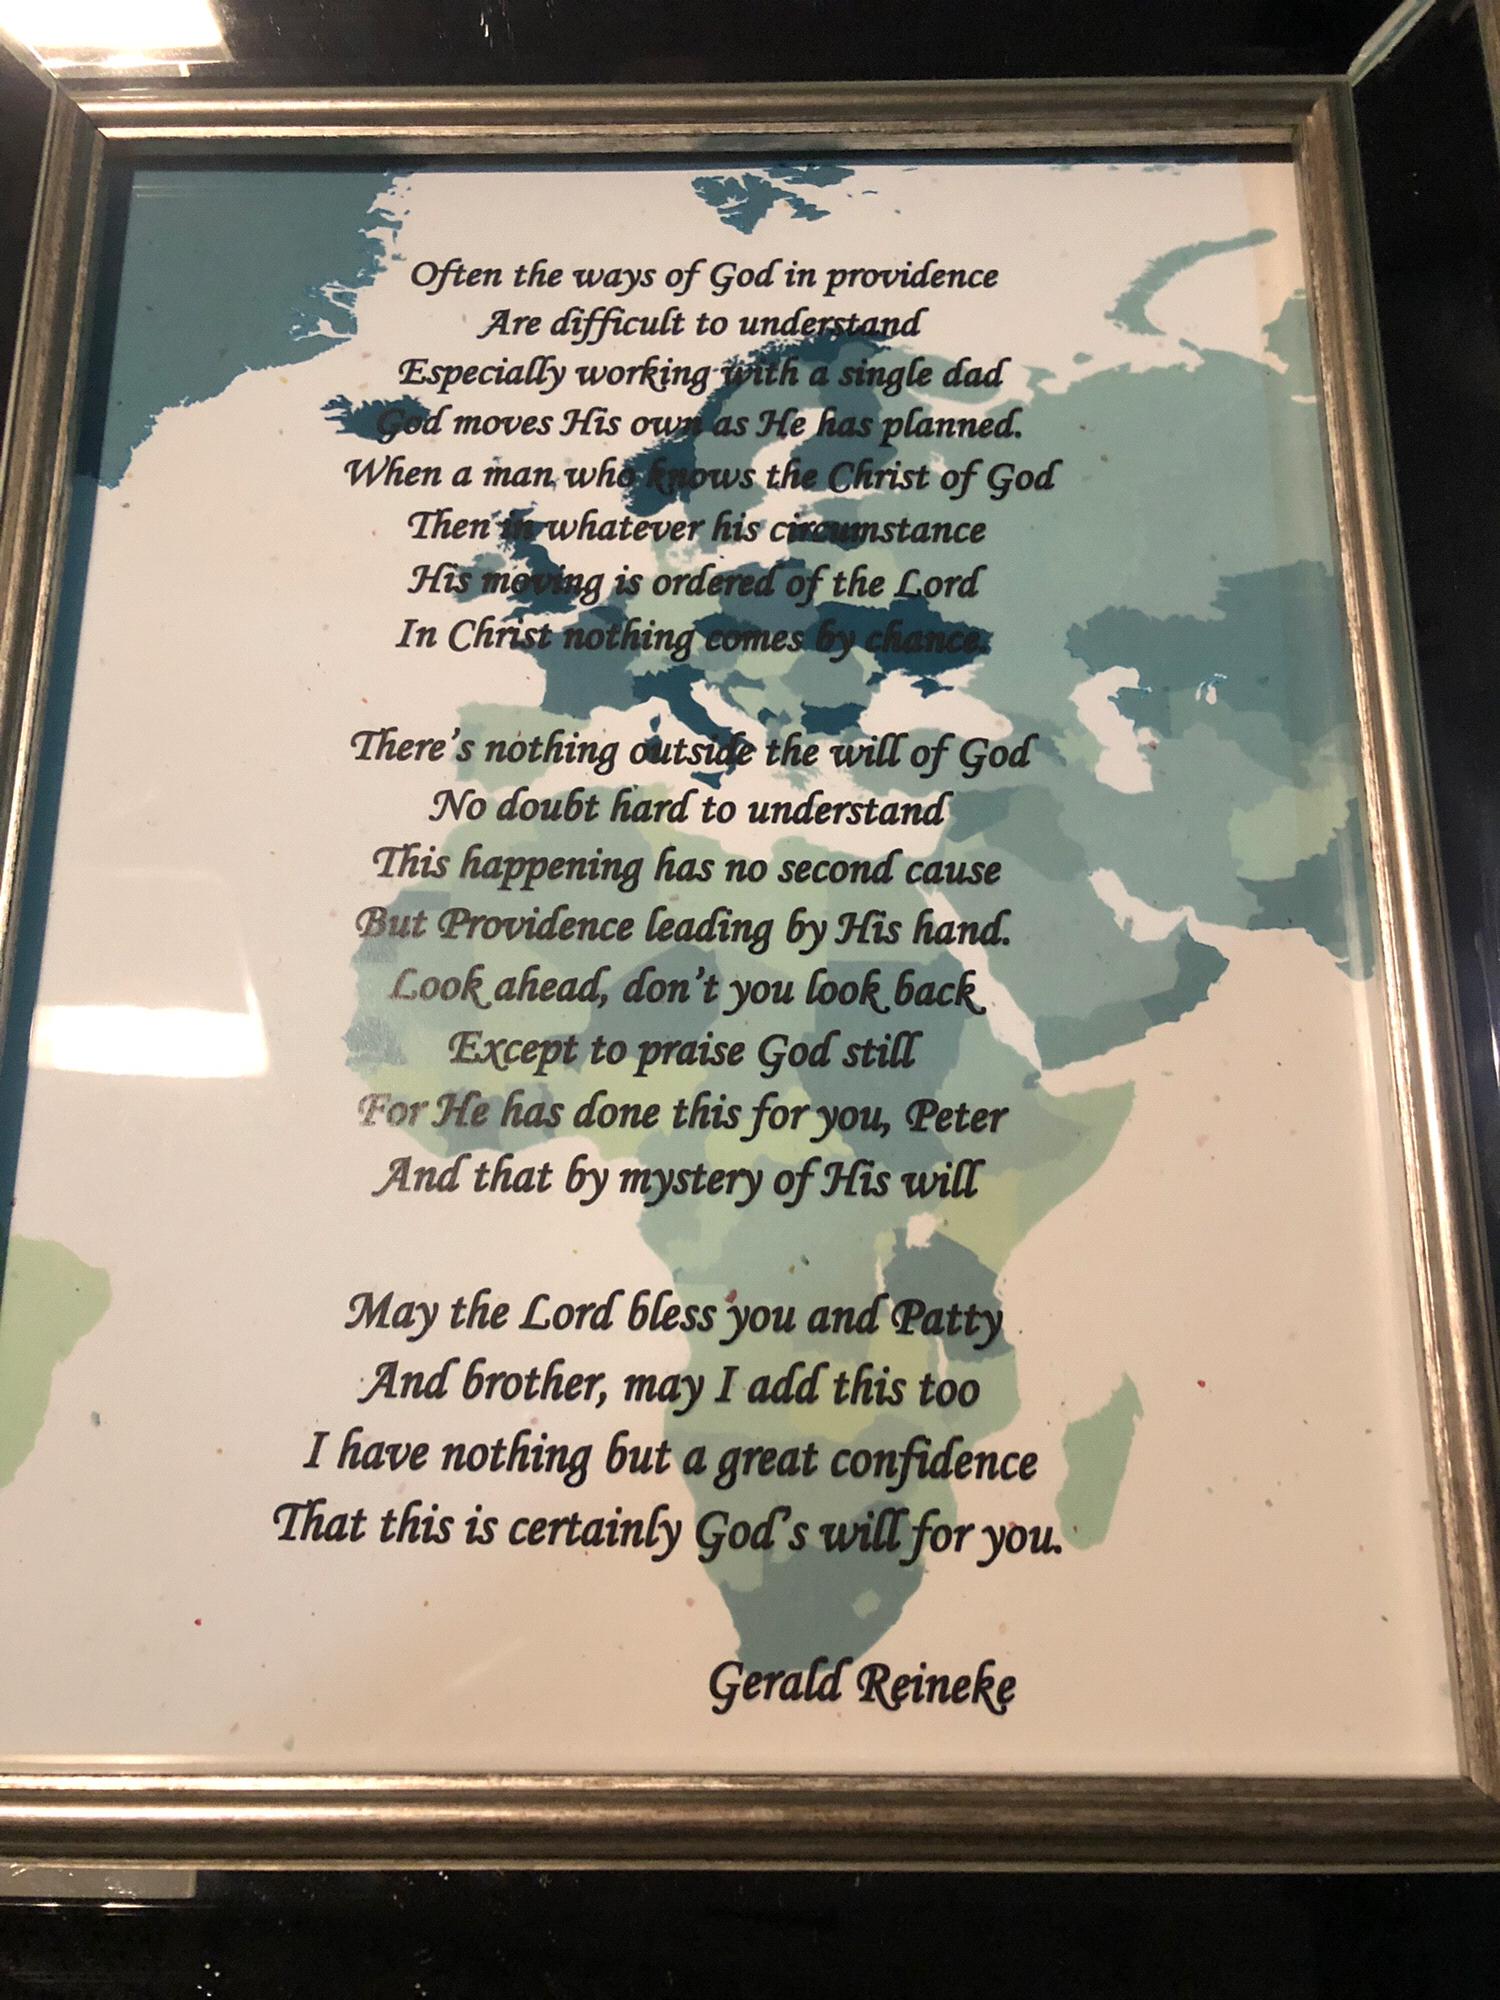 Often the ways of God in providence
Are difficult to understand
Especially working with a single dad
God moves His own as He has planned.
When a man who knows the Christ of God
Then in whatever his circumstance
His moving is ordered of the Lord
In Christ nothing comes by chance.
There's nothing outside the will of God
No doubt hard to understand
This happening has no second cause
But Providence leading by His hand.
Look ahead, don't you look back
Except to praise God still
For He has done this for you, Peter
And that by mystery of His will
May the Lord bless you and Patty
And brother, may I add this too
I have nothing but a great confidence
That this is certainly God's will for you.
Gerald Reineke